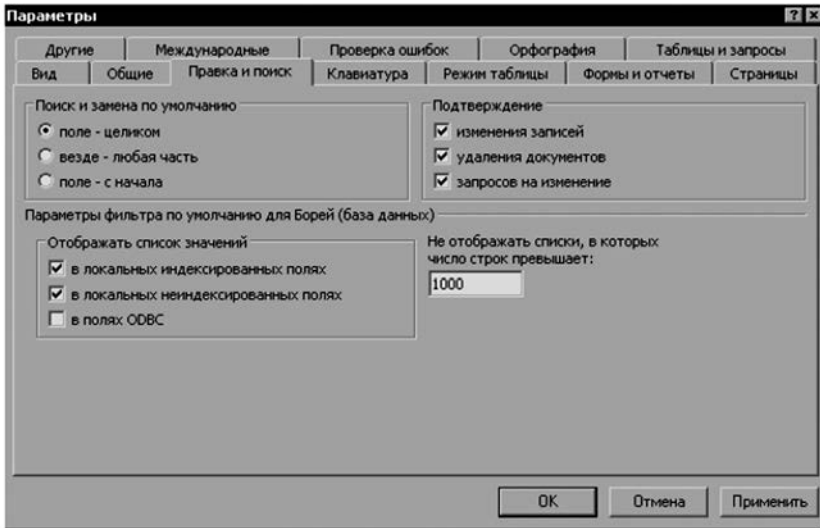 Параметры
Другие Международные Проверка ошибок Орфография Таблицы и запросы
Вид Общие Правка и поиск Клавиатура Режим таблицы Формы и отчеты Страницы
Поиск и замена по умолчанию
поле - целиком
везде - любая часть
поле - с начала
Подтверждение
изменения записей
удаления документов
запросов на изменение
Параметры фильтра по умолчанию для Борей (база данных)
Отображать список значений
в локальных индексированных полях
в локальных неиндексированных полях
в полях ODBC
Не отображать списки, в которых
число строк превышает:
1000
OK Отмена Применить